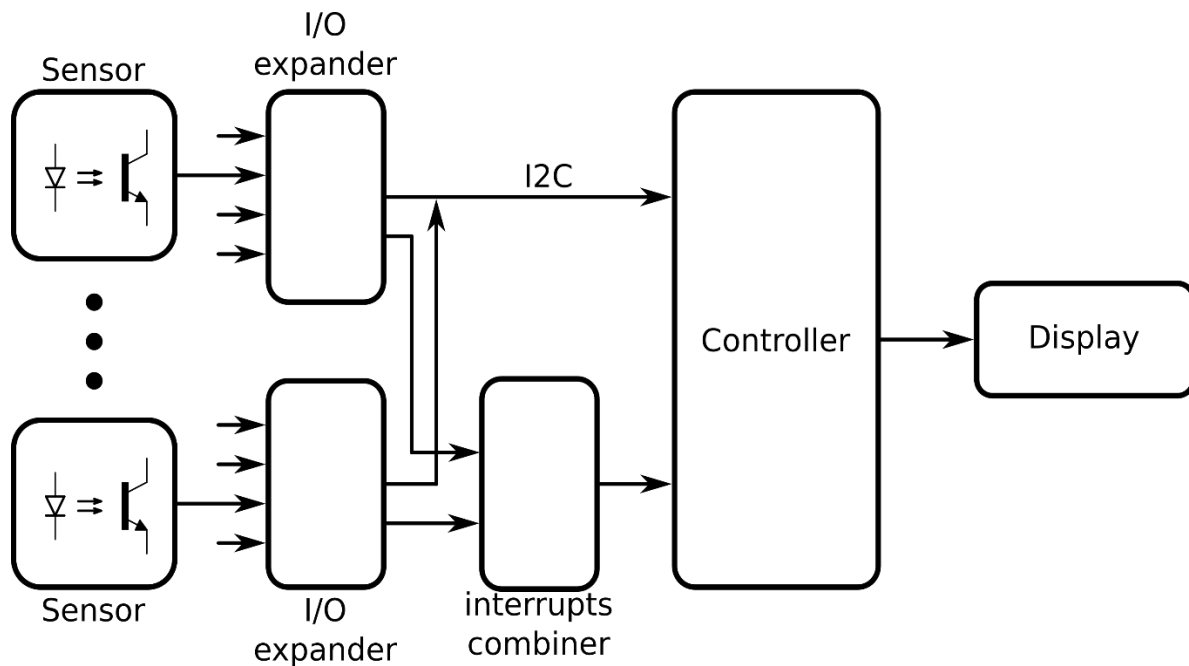 I/O
expander
Sensor
I2C
Controller
Display
Sensor
I/O
expander
interrupts
combiner